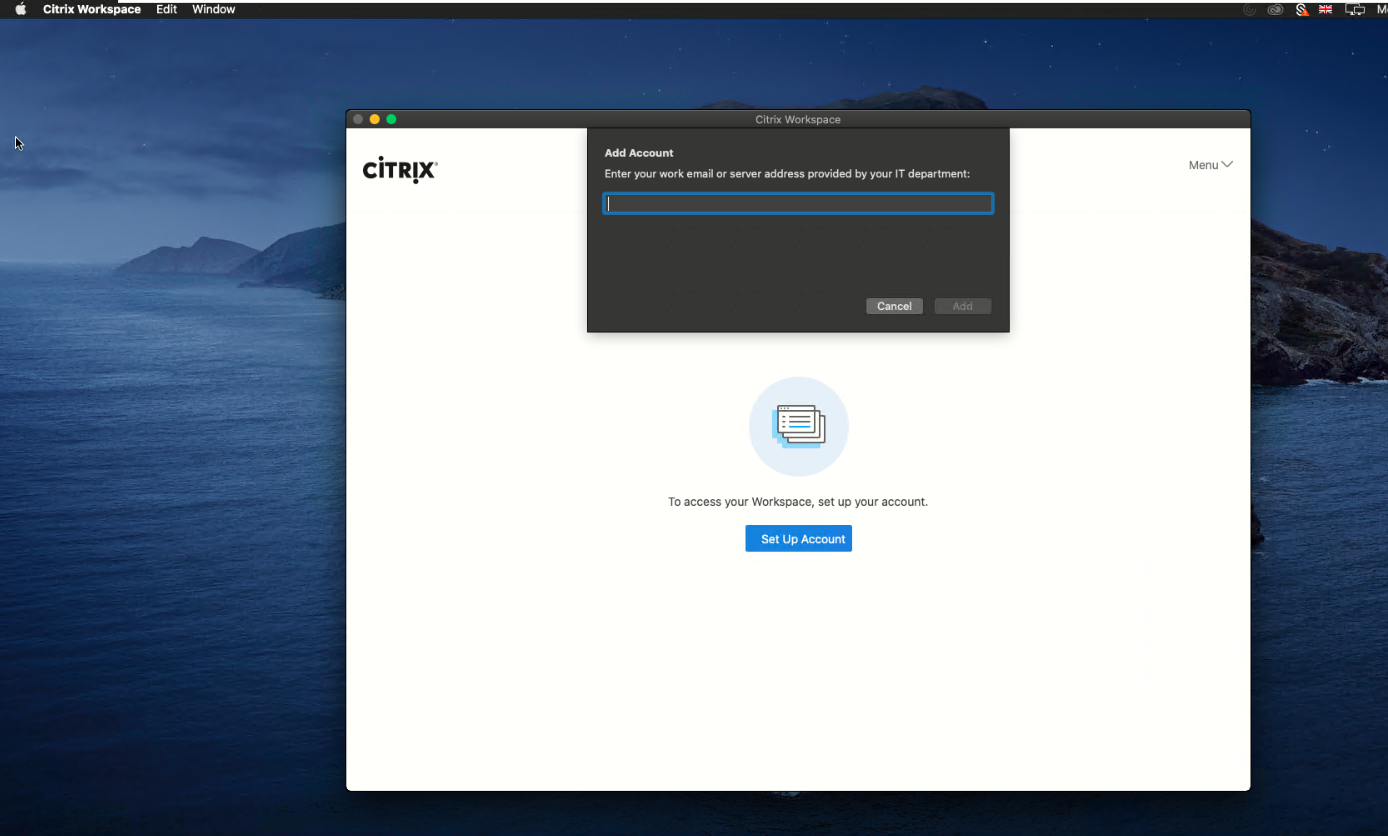 Citrix Workspace Edit Window
Citrix Workspace
citrix
Menu
Add Account
Enter your work email or server address provided by your IT department:
Cancel Add
To access your Workspace, set up your account.
Set Up Account